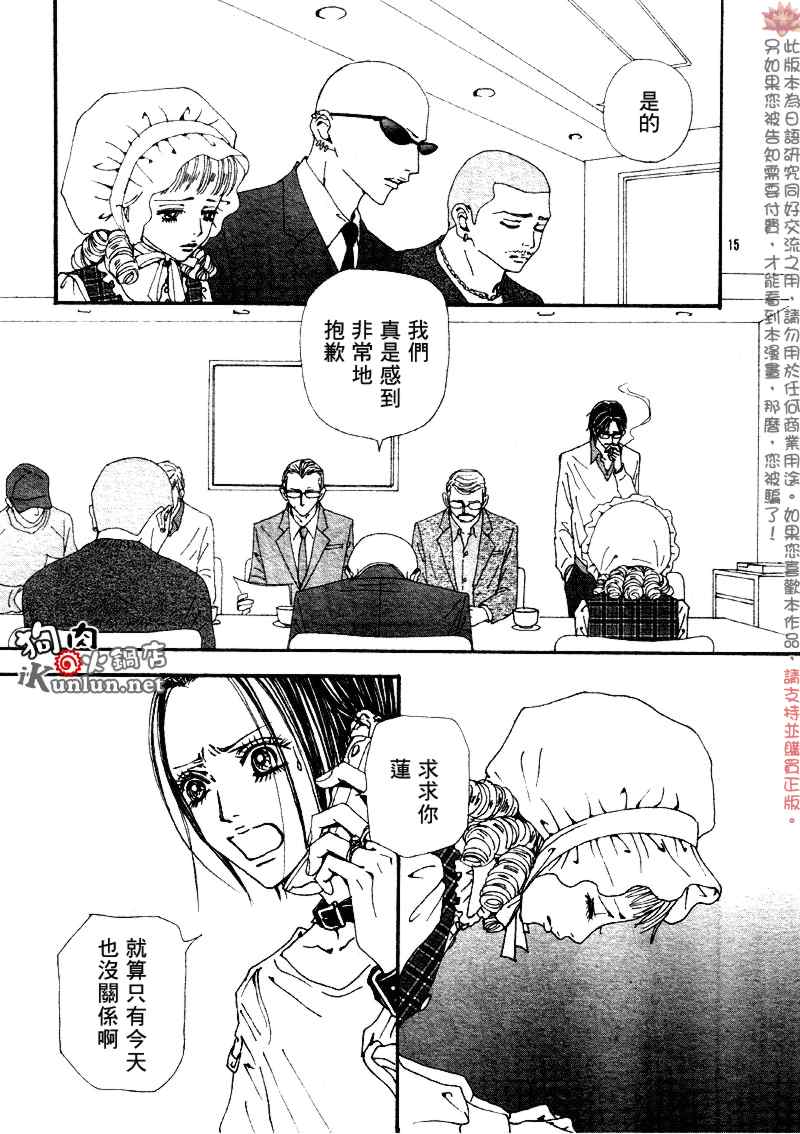 是的
15
我們
真是感到
非常地
抱歉
求求你
蓮
就算只有今天
也沒關係啊
狗肉
火鍋店
iKunlun.net
此版本為日語研究同好交流之用，請勿用於任何商業用途。如果您喜歡本作品，請支持並購買正版。
另如果您被告知需要付費，才能看到本漫畫，那麼，您被騙了！